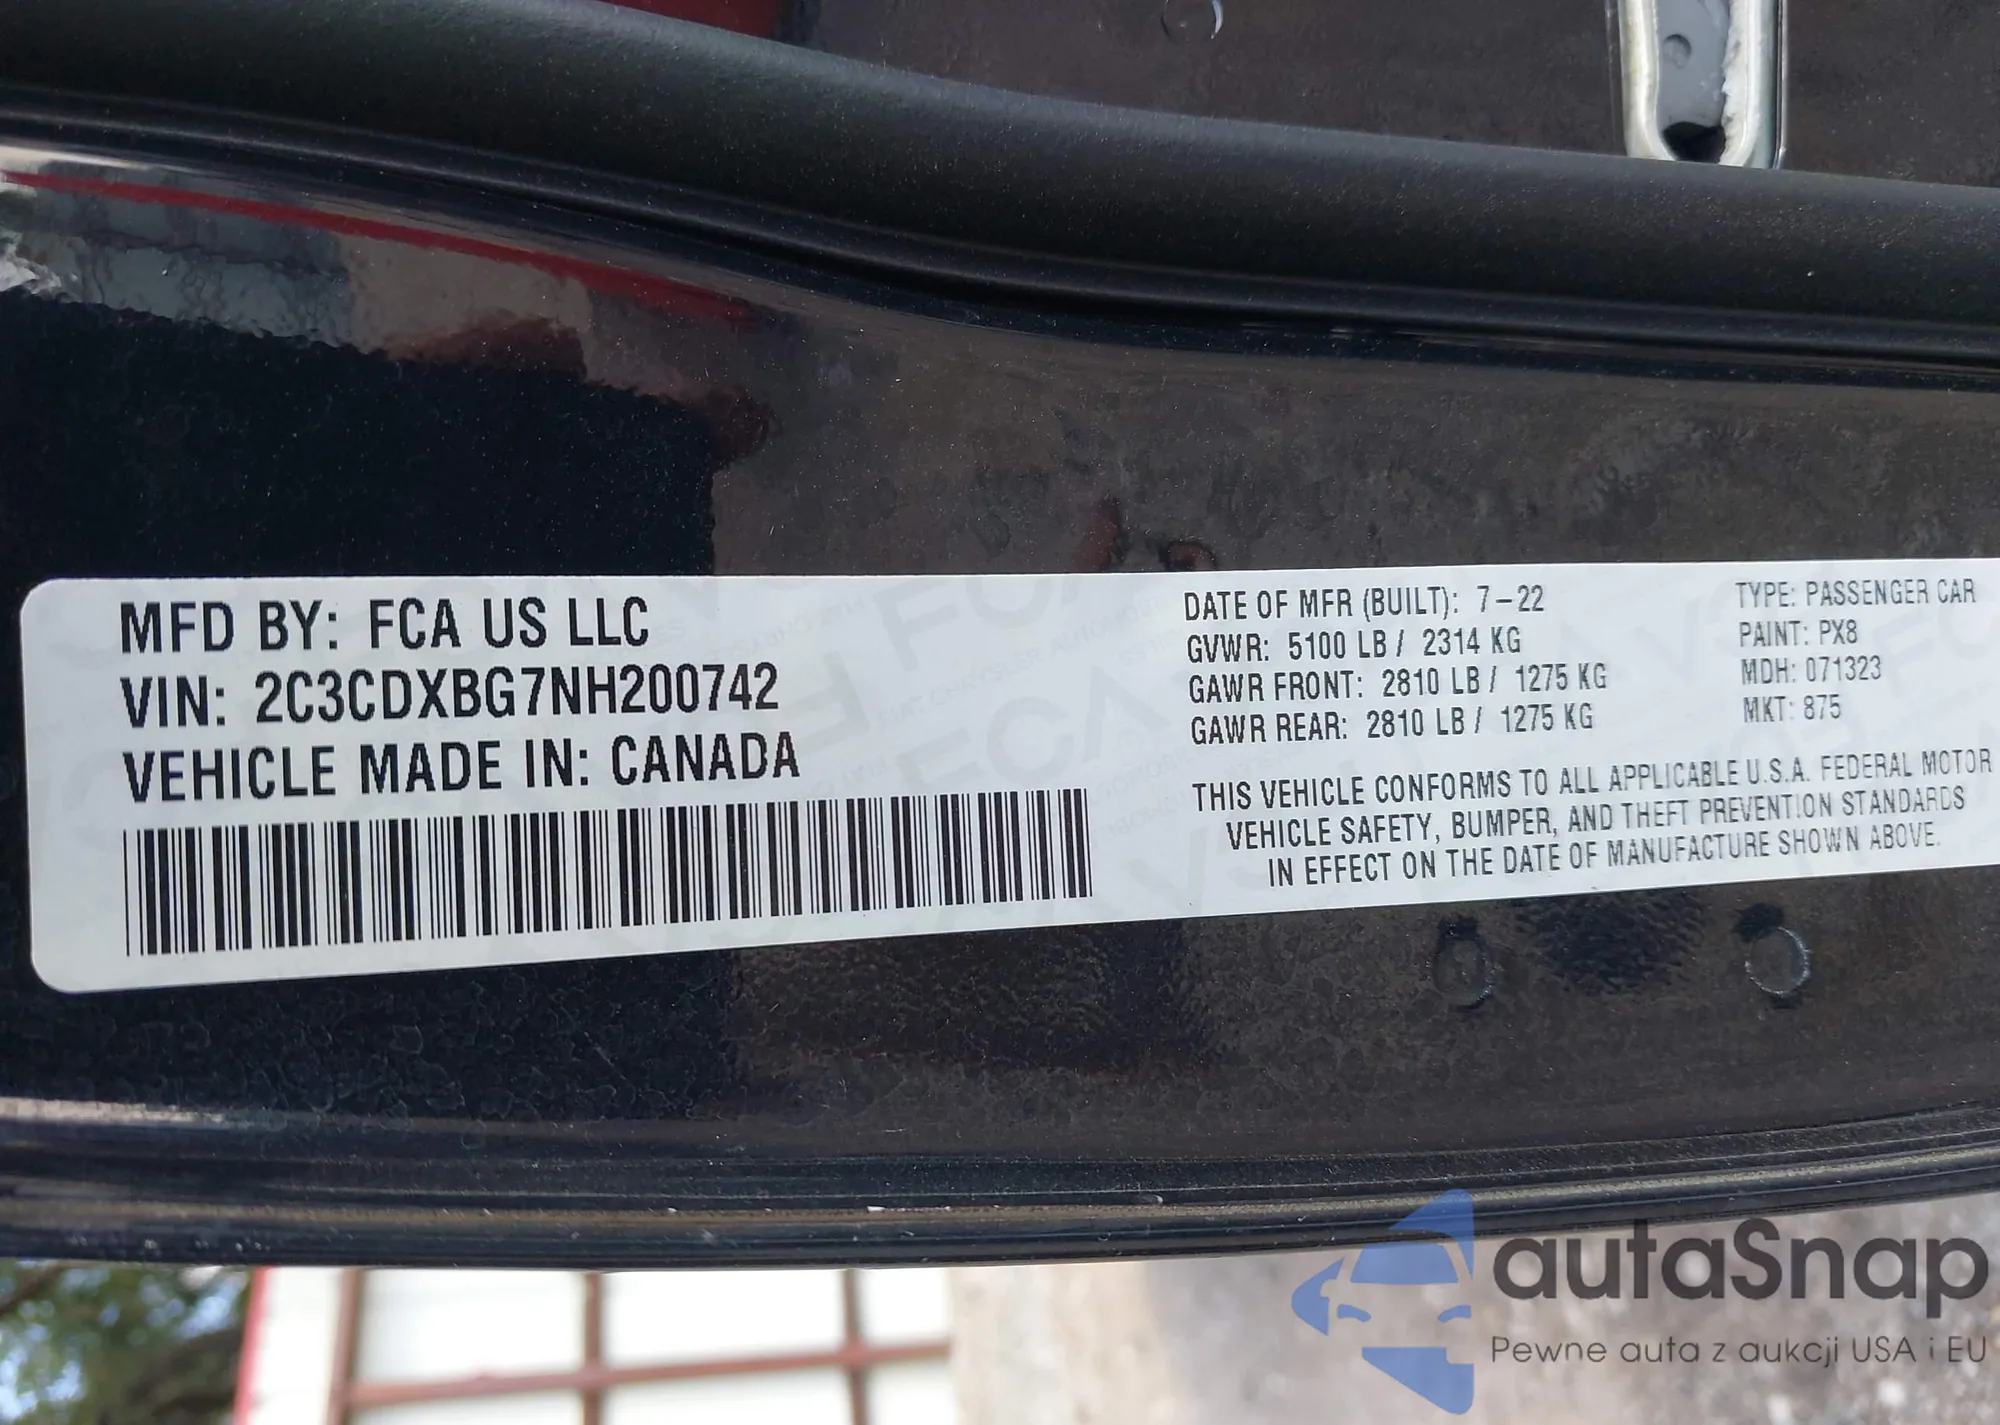 MFD BY: FCA US LLC
VIN: 2C3CDXBG7NH200742
VEHICLE MADE IN: CANADA
DATE OF MFR (BUILT): 7-22
GVWR: 5100 LB / 2314 KG
GAWR FRONT: 2810 LB / 1275 KG
GAWR REAR: 2810 LB / 1275 KG
TYPE: PASSENGER CAR
PAINT: PX8
MDH: 071323
MKT: 875
THIS VEHICLE CONFORMS TO ALL APPLICABLE U.S.A. FEDERAL MOTOR
VEHICLE SAFETY, BUMPER, AND THEFT PREVENTION STANDARDS
IN EFFECT ON THE DATE OF MANUFACTURE SHOWN ABOVE.
autaSnap
Pewne auta z aukcji USA i EU